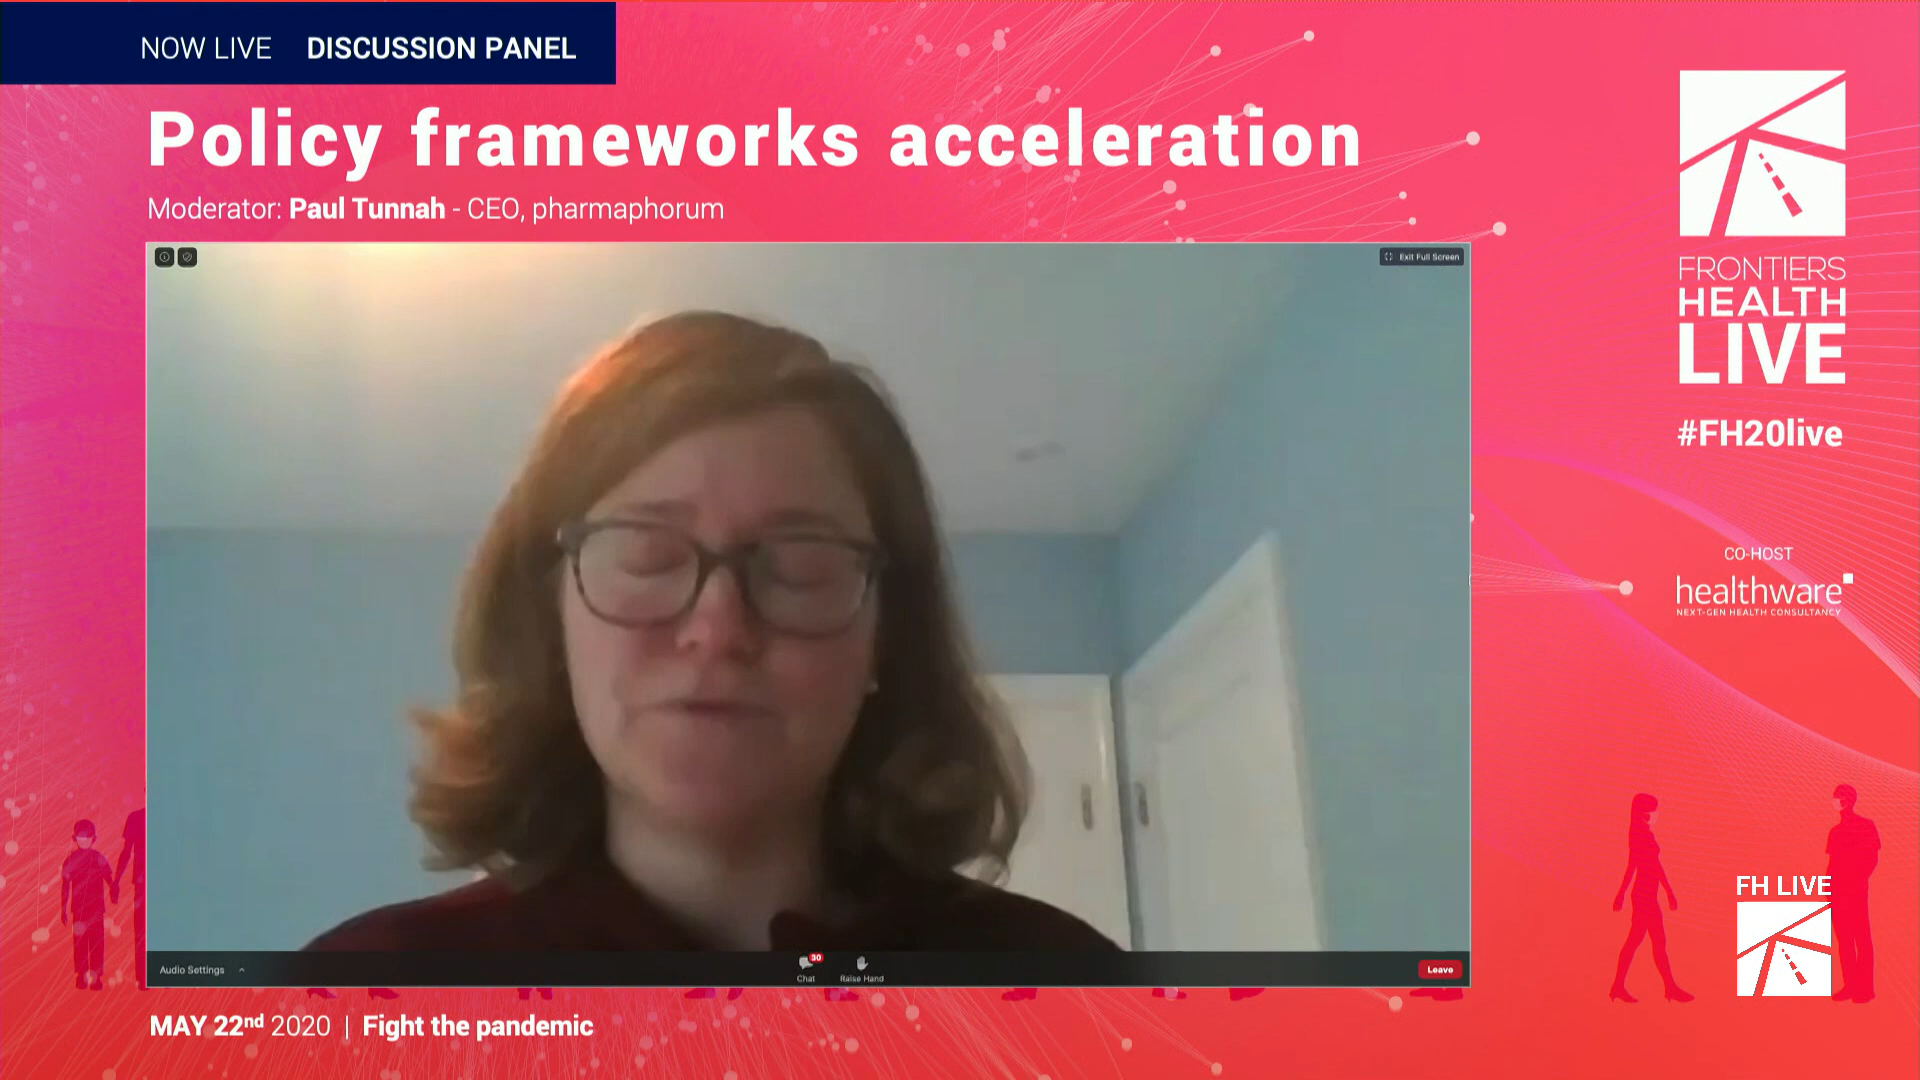 NOW LIVE DISCUSSION PANEL
Policy frameworks acceleration
Moderator: Paul Tunnah - CEO, pharmaphorum
Exit Full Screen
FRONTIERS
HEALTH
LIVE
#FH20live
CO-HOST
healthware
NEXT-GEN HEALTH CONSULTANCY
FH LIVE
Audio Settings
30
Chat
Raise Hand
Leave
MAY 22nd 2020 | Fight the pandemic